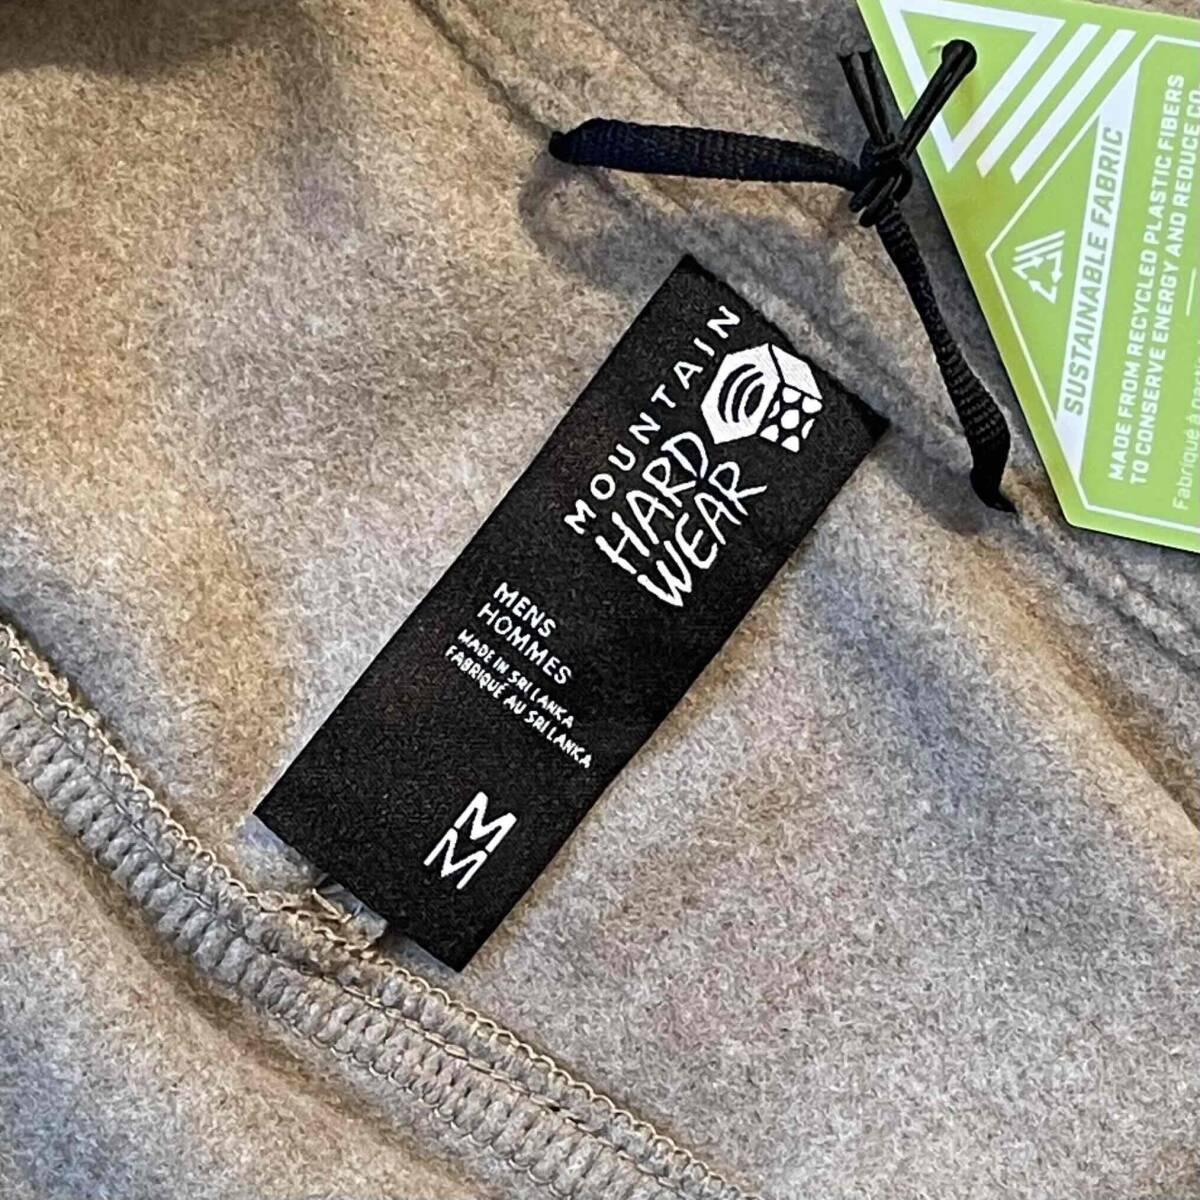 MOUNTAIN
HARD
WEAR
MENS
HOMMES
MADE IN SRI LANKA
FABRIQUÉ AU SRI LANKA
M
M
SUSTAINABLE FABRIC
MADE FROM RECYCLED PLASTIC FIBERS
TO CONSERVE ENERGY AND REDUCE
Fabriqué à